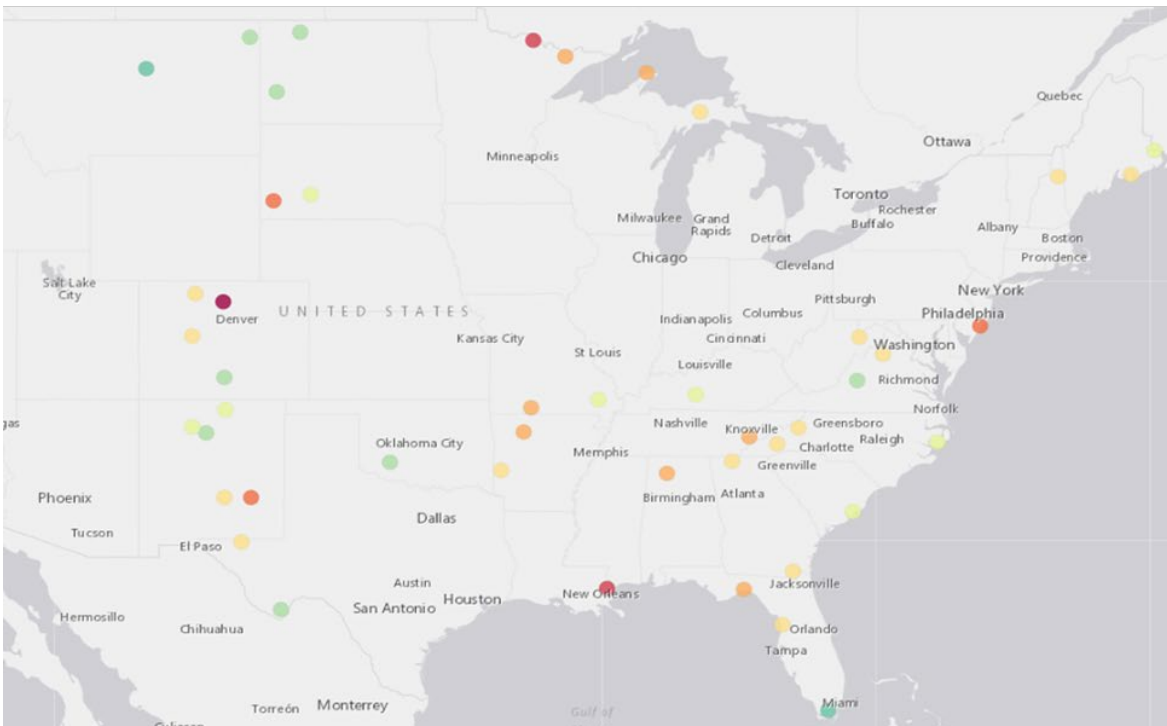 Quebec
Ottawa
Minneapolis
Toronto
Rochester
Buffalo
Milwaukee
Grand
Rapids
Albany
Detroit
Boston
Chicago
Providence
Cleveland
Salt Lake
City
New York
Pittsburgh
UNITED STATES
Denver
Indianapolis
Columbus
Philadelphia
Kansas City
Cincinnati
Washington
St Louis
Louisville
Richmond
Norfolk
gas
Nashville
Knoxville
Greensboro
Oklahoma City
Charlotte
Raleigh
Memphis
Greenville
Phoenix
Birmingham
Atlanta
Dallas
Tucson
El Paso
Austin
Jacksonville
New Orleans
Houston
San Antonio
Hermosillo
Chihuahua
Orlando
Tampa
Miami
Torreón
Monterrey
Gulf of